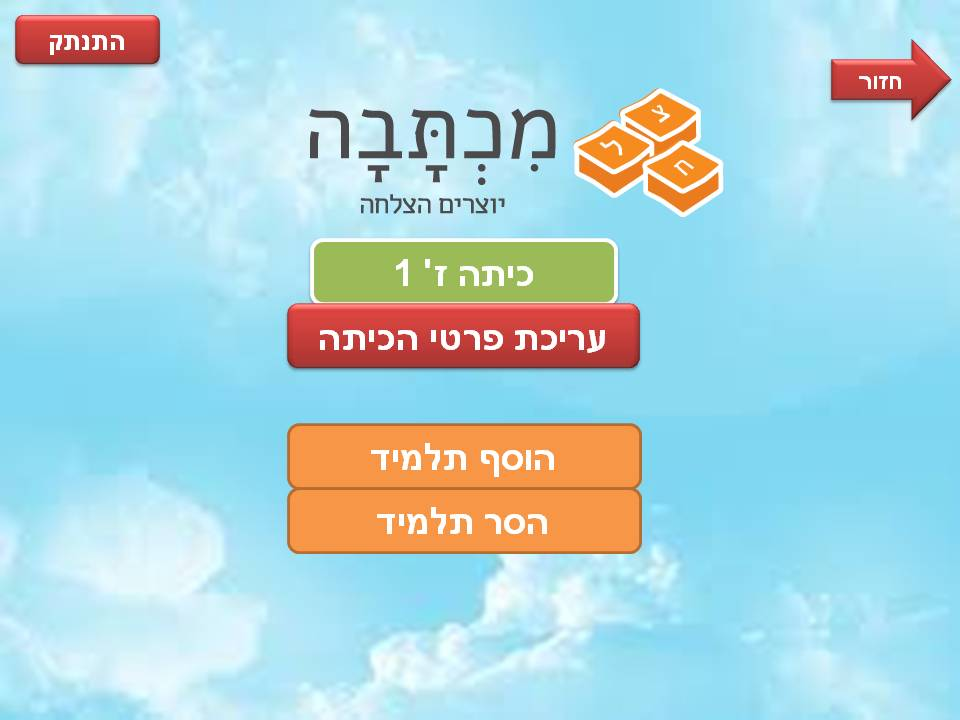 התנתק
חזור
מִכְתָּבָה
צ
ל
ח
יוצרים הצלחה
כיתה ז' 1
עריכת פרטי הכיתה
הוסף תלמיד
הסר תלמיד